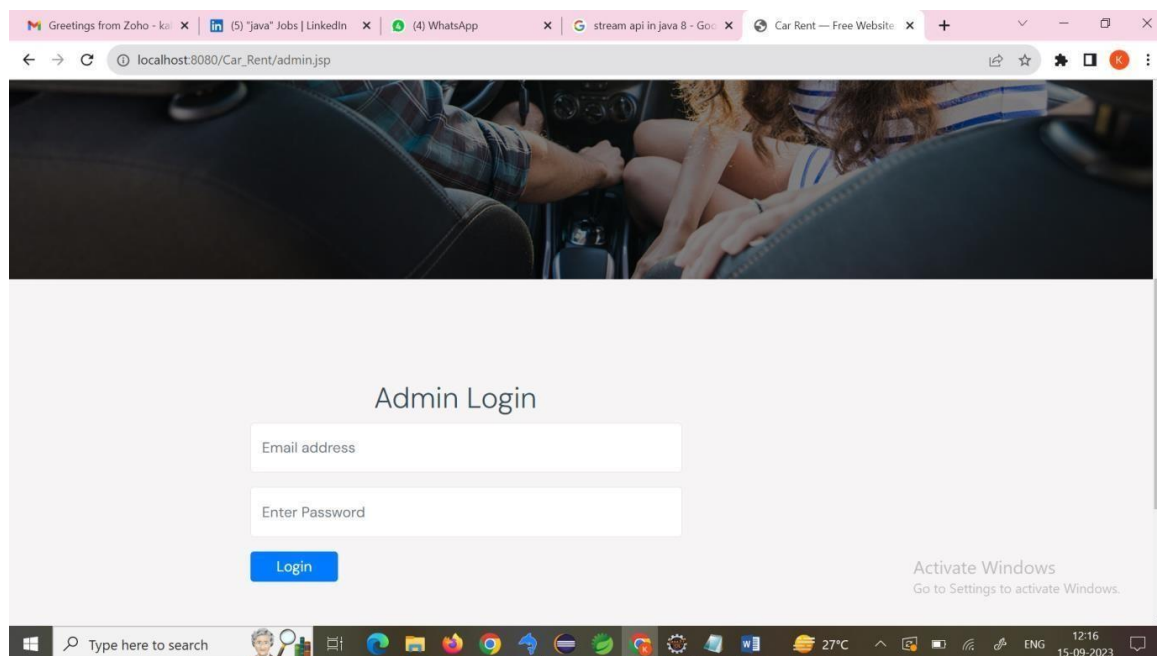 Greetings from Zoho - kal
(5) "java" Jobs | LinkedIn
(4) WhatsApp
stream api in java 8 - Goo
Car Rent — Free Website
localhost:8080/Car_Rent/admin.jsp
K
Admin Login
Email address
Enter Password
Login
Activate Windows
Go to Settings to activate Windows.
Type here to search
27°C
ENG
12:16
15-09-2023